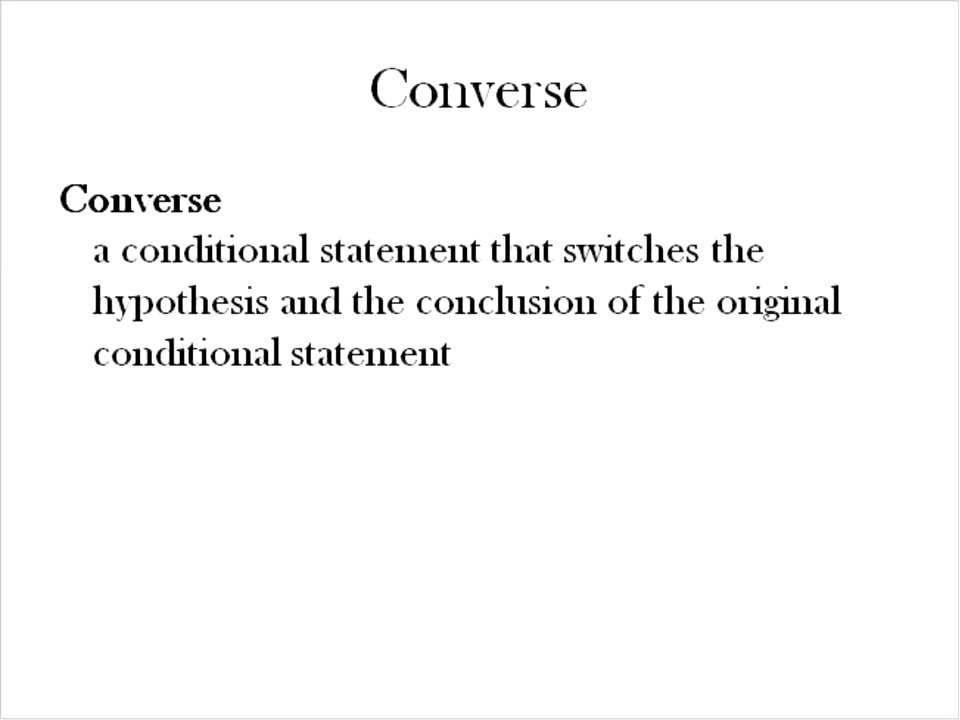 Converse
Converse
a conditional statement that switches the
hypothesis and the conclusion of the original
conditional statement